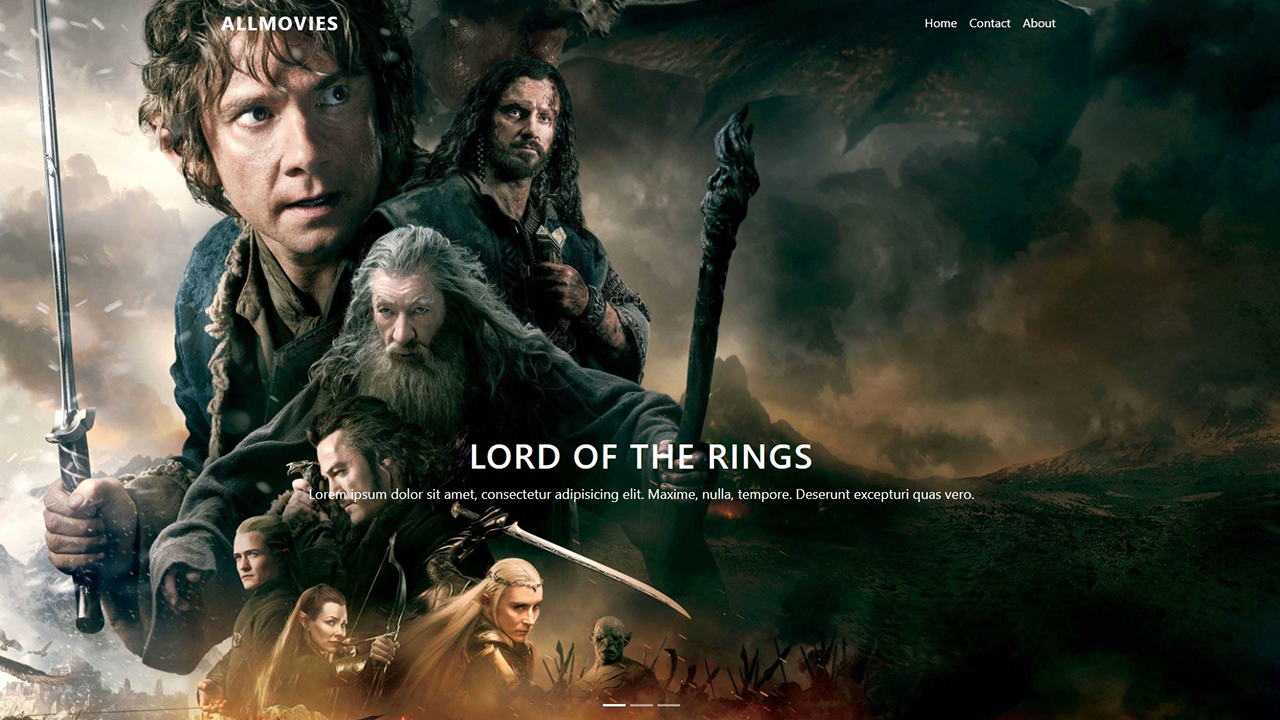 ALLMOVIES
Home Contact About
LORD OF THE RINGS
Lorem ipsum dolor sit amet, consectetur adipisicing elit. Maxime, nulla, tempore. Deserunt excepturi quas vero.